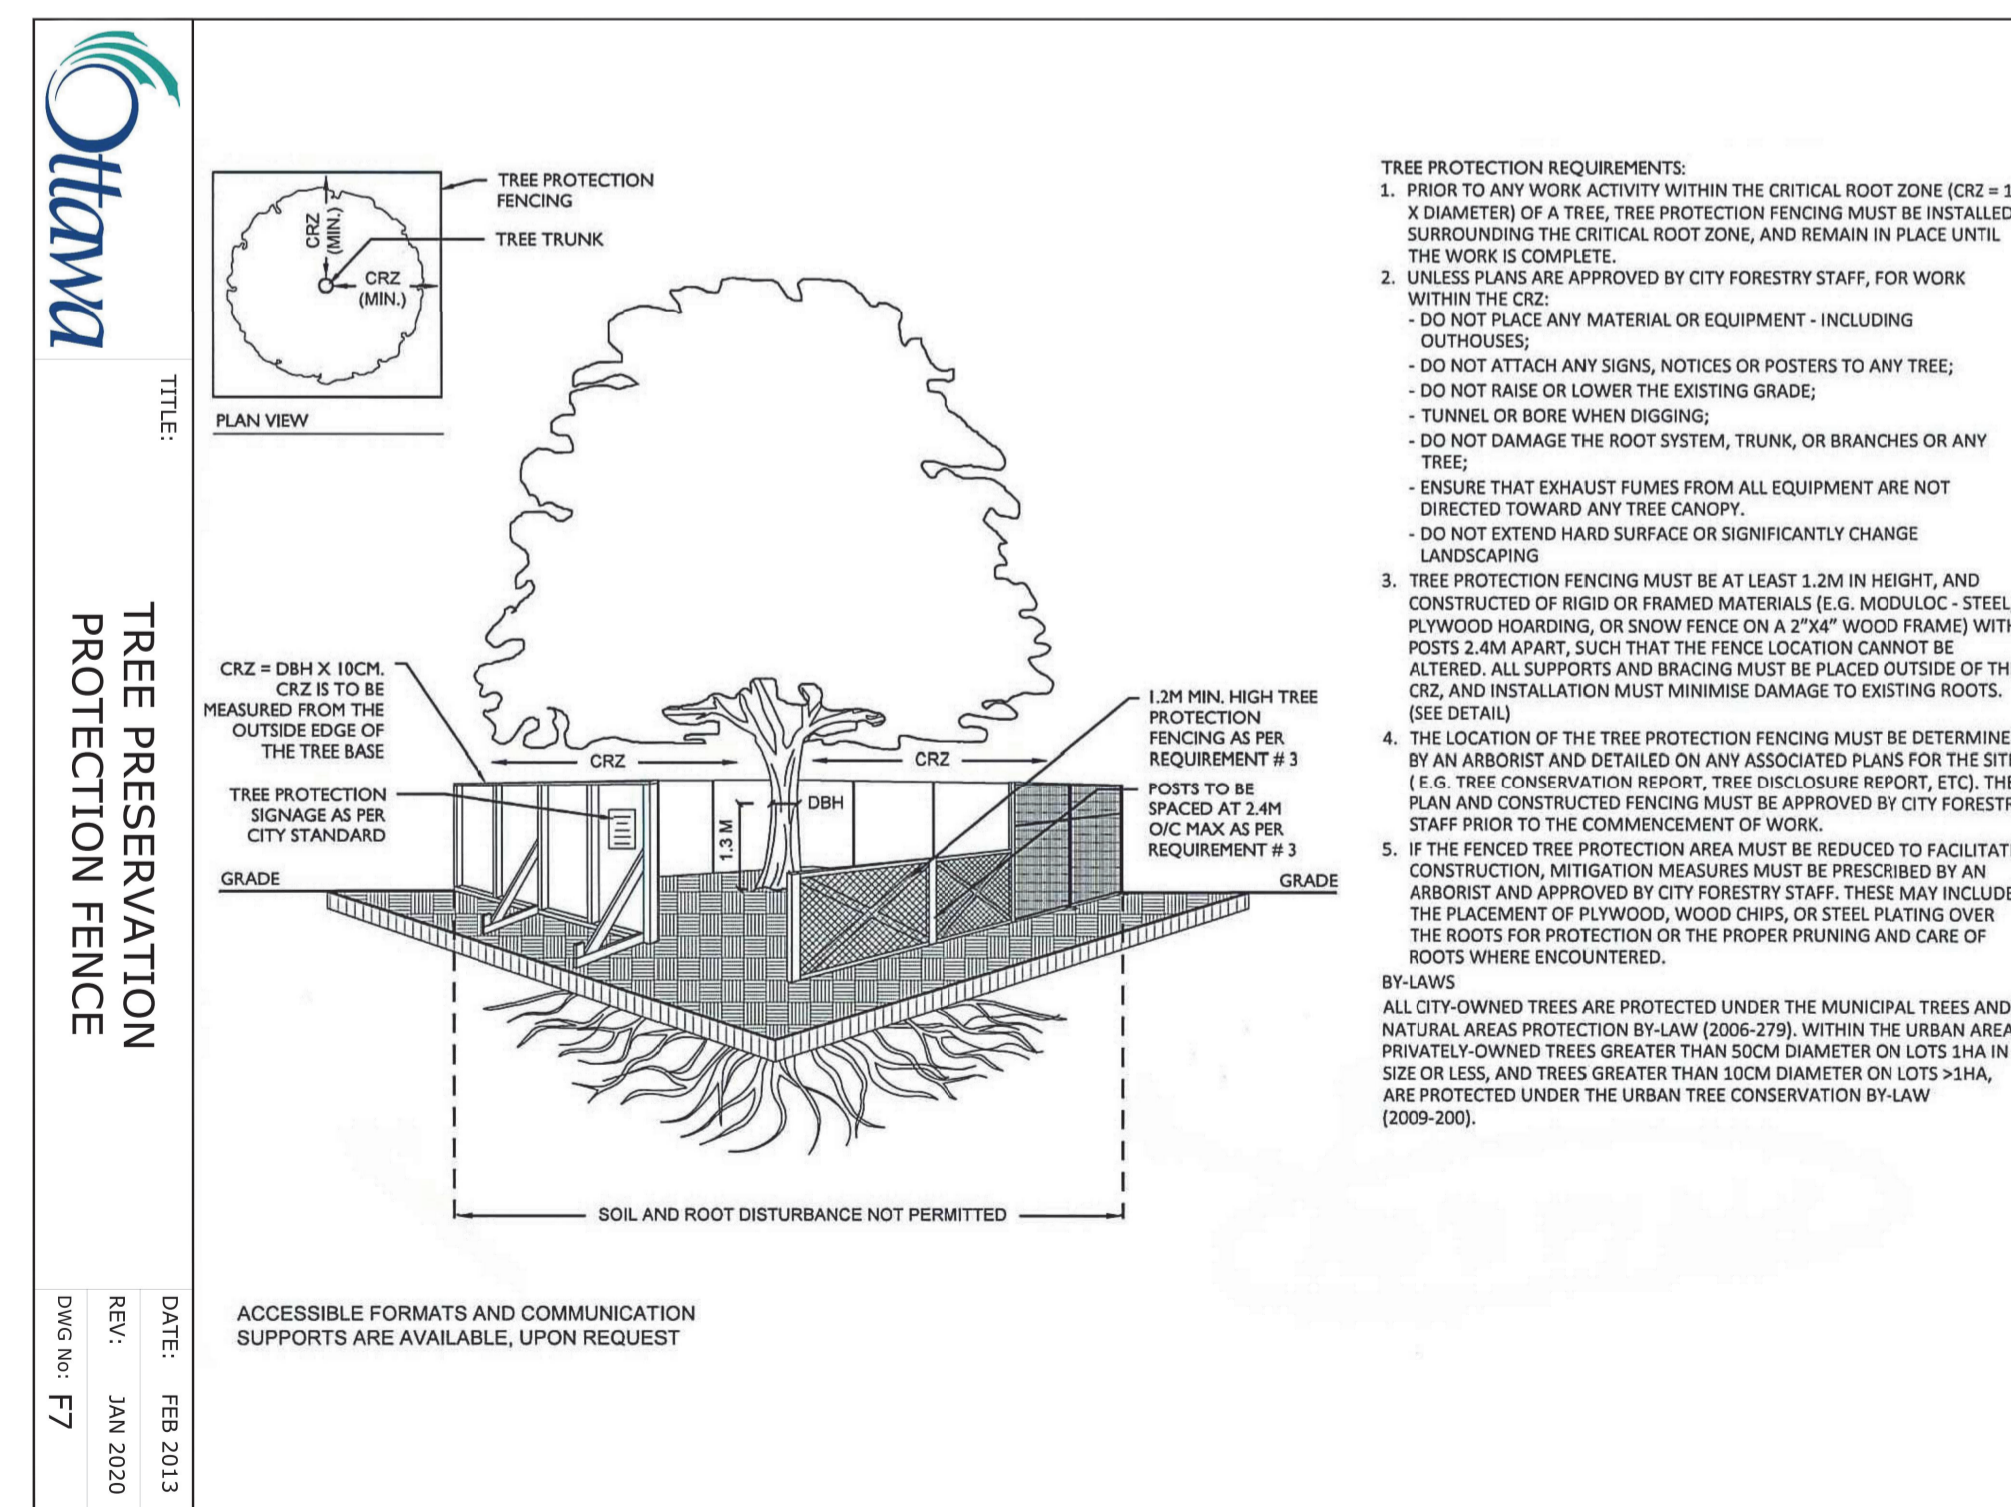 Ottawa
TITLE:
TREE PRESERVATION
PROTECTION FENCE
DATE: FEB 2013
REV: JAN 2020
DWG No: F7
TREE PROTECTION
FENCING
TREE TRUNK
CRZ
(MIN.)
CRZ
(MIN.)
PLAN VIEW
CRZ = DBH X 10CM.
CRZ IS TO BE
MEASURED FROM THE
OUTSIDE EDGE OF
THE TREE BASE
TREE PROTECTION
SIGNAGE AS PER
CITY STANDARD
GRADE
CRZ
CRZ
DBH
1.3 M
1.2M MIN. HIGH TREE
PROTECTION
FENCING AS PER
REQUIREMENT # 3
POSTS TO BE
SPACED AT 2.4M
O/C MAX AS PER
REQUIREMENT # 3
GRADE
SOIL AND ROOT DISTURBANCE NOT PERMITTED
ACCESSIBLE FORMATS AND COMMUNICATION
SUPPORTS ARE AVAILABLE, UPON REQUEST
TREE PROTECTION REQUIREMENTS:
1. PRIOR TO ANY WORK ACTIVITY WITHIN THE CRITICAL ROOT ZONE (CRZ = 1
X DIAMETER) OF A TREE, TREE PROTECTION FENCING MUST BE INSTALLED
SURROUNDING THE CRITICAL ROOT ZONE, AND REMAIN IN PLACE UNTIL
THE WORK IS COMPLETE.
2. UNLESS PLANS ARE APPROVED BY CITY FORESTRY STAFF, FOR WORK
WITHIN THE CRZ:
- DO NOT PLACE ANY MATERIAL OR EQUIPMENT - INCLUDING
OUTHOUSES;
- DO NOT ATTACH ANY SIGNS, NOTICES OR POSTERS TO ANY TREE;
- DO NOT RAISE OR LOWER THE EXISTING GRADE;
- TUNNEL OR BORE WHEN DIGGING;
- DO NOT DAMAGE THE ROOT SYSTEM, TRUNK, OR BRANCHES OR ANY
TREE;
- ENSURE THAT EXHAUST FUMES FROM ALL EQUIPMENT ARE NOT
DIRECTED TOWARD ANY TREE CANOPY.
- DO NOT EXTEND HARD SURFACE OR SIGNIFICANTLY CHANGE
LANDSCAPING
3. TREE PROTECTION FENCING MUST BE AT LEAST 1.2M IN HEIGHT, AND
CONSTRUCTED OF RIGID OR FRAMED MATERIALS (E.G. MODULOC - STEEL
PLYWOOD HOARDING, OR SNOW FENCE ON A 2"X4" WOOD FRAME) WITH
POSTS 2.4M APART, SUCH THAT THE FENCE LOCATION CANNOT BE
ALTERED. ALL SUPPORTS AND BRACING MUST BE PLACED OUTSIDE OF TH
CRZ, AND INSTALLATION MUST MINIMISE DAMAGE TO EXISTING ROOTS.
(SEE DETAIL)
4. THE LOCATION OF THE TREE PROTECTION FENCING MUST BE DETERMINE
BY AN ARBORIST AND DETAILED ON ANY ASSOCIATED PLANS FOR THE SIT
( E.G. TREE CONSERVATION REPORT, TREE DISCLOSURE REPORT, ETC). THE
PLAN AND CONSTRUCTED FENCING MUST BE APPROVED BY CITY FORESTR
STAFF PRIOR TO THE COMMENCEMENT OF WORK.
5. IF THE FENCED TREE PROTECTION AREA MUST BE REDUCED TO FACILITAT
CONSTRUCTION, MITIGATION MEASURES MUST BE PRESCRIBED BY AN
ARBORIST AND APPROVED BY CITY FORESTRY STAFF. THESE MAY INCLUDE
THE PLACEMENT OF PLYWOOD, WOOD CHIPS, OR STEEL PLATING OVER
THE ROOTS FOR PROTECTION OR THE PROPER PRUNING AND CARE OF
ROOTS WHERE ENCOUNTERED.
BY-LAWS
ALL CITY-OWNED TREES ARE PROTECTED UNDER THE MUNICIPAL TREES AND
NATURAL AREAS PROTECTION BY-LAW (2006-279). WITHIN THE URBAN AREA
PRIVATELY-OWNED TREES GREATER THAN 50CM DIAMETER ON LOTS 1HA IN
SIZE OR LESS, AND TREES GREATER THAN 10CM DIAMETER ON LOTS >1HA,
ARE PROTECTED UNDER THE URBAN TREE CONSERVATION BY-LAW
(2009-200).